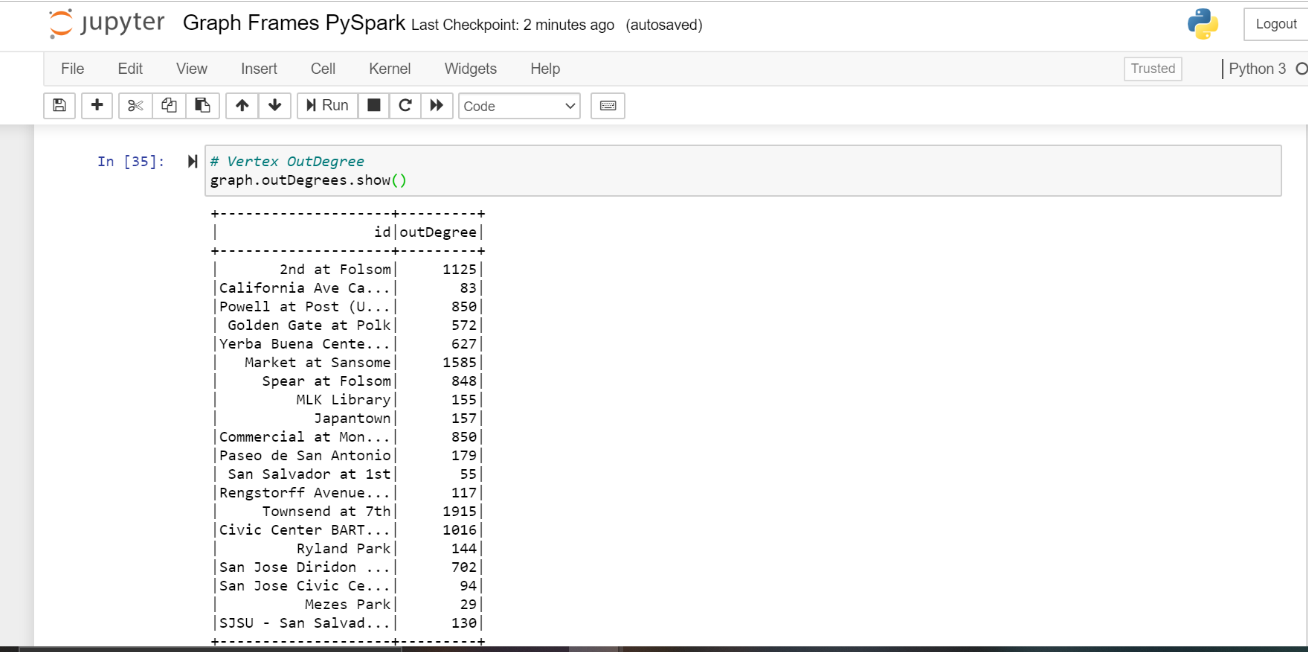 jupyter Graph Frames PySpark Last Checkpoint: 2 minutes ago (autosaved) Logout
File Edit View Insert Cell Kernel Widgets Help Trusted Python 3
Run Code
In [35]: # Vertex OutDegree
graph.outDegrees.show()
+--------------------+---------+
|                  id|outDegree|
+--------------------+---------+
|       2nd at Folsom|     1125|
|California Ave Ca...|       83|
|Powell at Post (U...|      850|
| Golden Gate at Polk|      572|
|Yerba Buena Cente...|      627|
|   Market at Sansome|     1585|
|     Spear at Folsom|      848|
|         MLK Library|      155|
|           Japantown|      157|
|Commercial at Mon...|      850|
|Paseo de San Antonio|      179|
| San Salvador at 1st|       55|
|Rengstorff Avenue...|      117|
|     Townsend at 7th|     1915|
|Civic Center BART...|     1016|
|         Ryland Park|      144|
|San Jose Diridon ...|      702|
|San Jose Civic Ce...|       94|
|          Mezes Park|       29|
|SJSU - San Salvad...|      130|
+--------------------+---------+